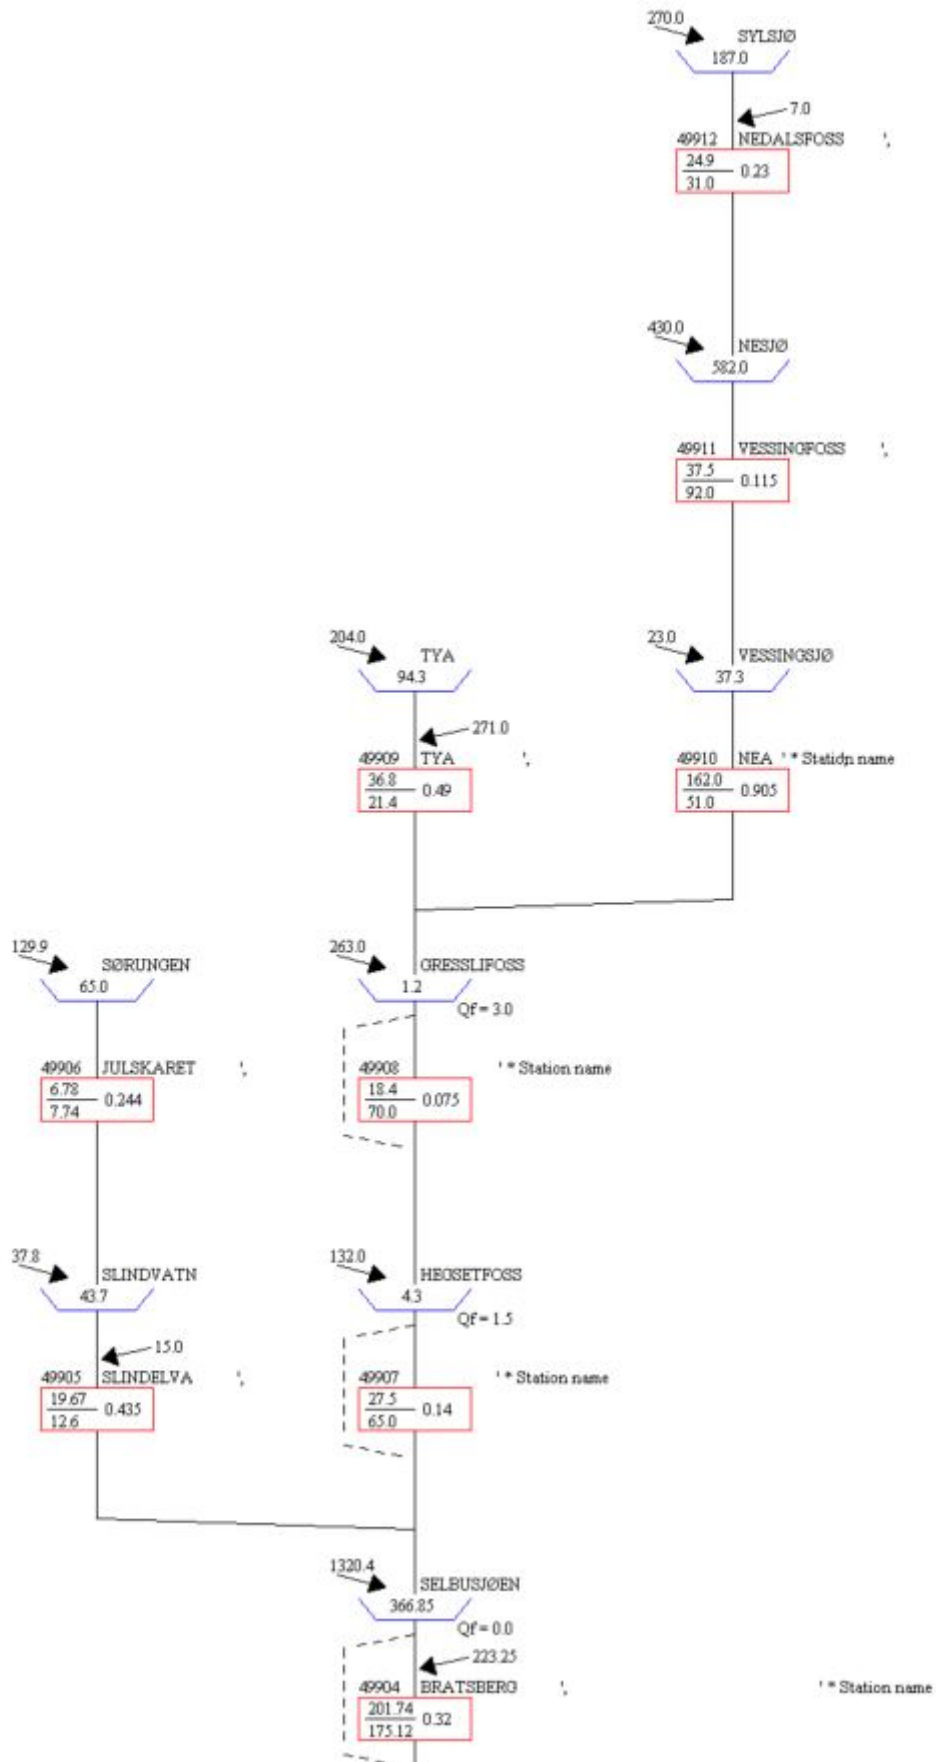 270.0
SYLSJØ
187.0
7.0
49912 NEDALSFOSS ',
24.9
31.0
0.23
430.0
NESJØ
582.0
49911 VESSINGFOSS ',
37.5
92.0
0.115
204.0
TYA
94.3
23.0
VESSINGSJØ
37.3
271.0
49909 TYA ',
36.8
21.4
0.49
49910 NEA ' * Station name
162.0
51.0
0.905
129.9
SØRUNGEN
65.0
263.0
GRESSLIFOSS
1.2
Qf = 3.0
49906 JULSKARET ',
6.78
7.74
0.244
49908 ' * Station name
18.4
70.0
0.075
37.8
SLINDVATN
43.7
132.0
HEGSETFOSS
4.3
Qf = 1.5
15.0
49905 SLINDELVA ',
19.67
12.6
0.435
49907 ' * Station name
27.5
65.0
0.14
1320.4
SELBUSJØEN
366.85
Qf = 0.0
223.25
49904 BRATSBERG ', ' * Station name
201.74
175.12
0.32